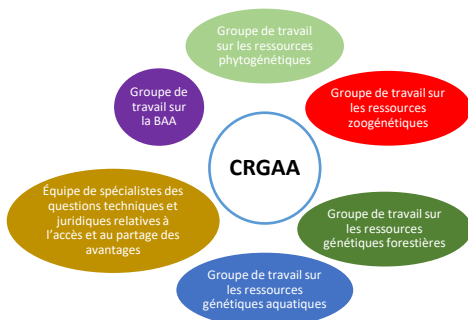 Groupe de travail
sur les ressources
phytogénétiques
Groupe de
travail sur
la BAA
Groupe de travail sur
les ressources
zoogénétiques
CRGAA
Équipe de spécialistes des
questions techniques et
juridiques relatives à
l'accès et au partage des
avantages
Groupe de travail sur
les ressources
génétiques forestières
Groupe de travail sur
les ressources
génétiques aquatiques